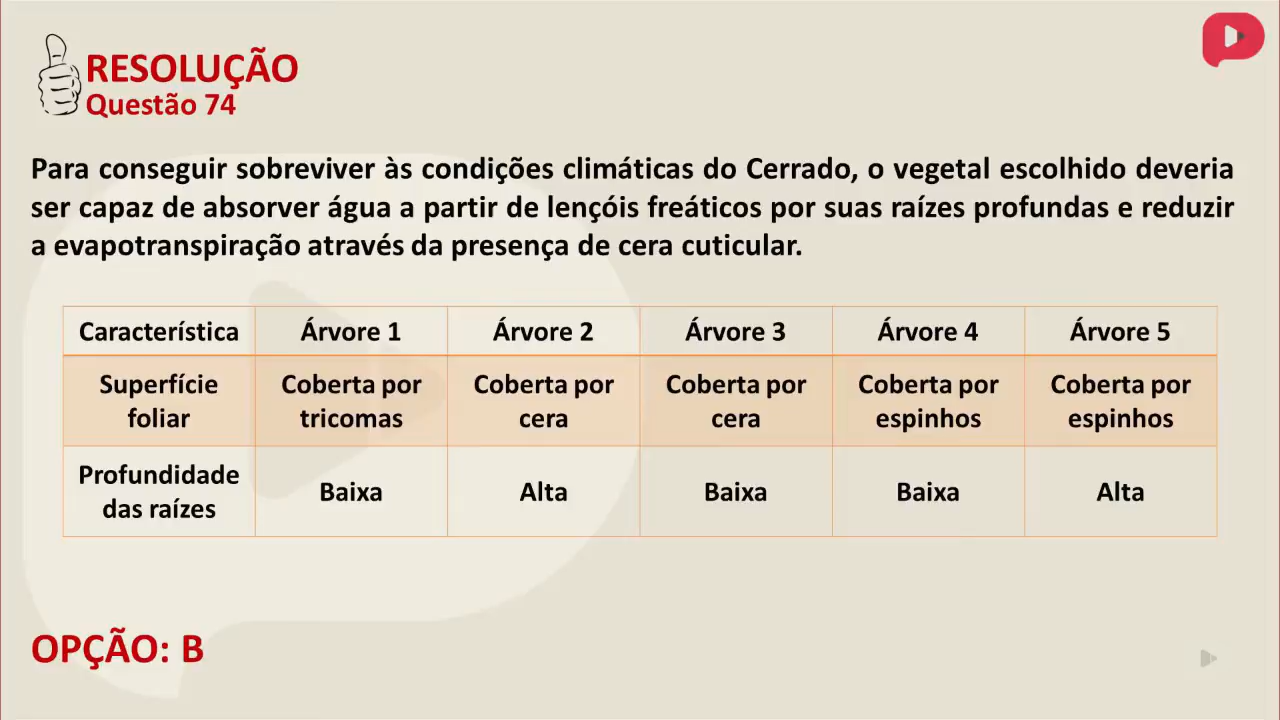 RESOLUÇÃO
Questão 74
Para conseguir sobreviver às condições climáticas do Cerrado, o vegetal escolhido deveria
ser capaz de absorver água a partir de lençóis freáticos por suas raízes profundas e reduzir
a evapotranspiração através da presença de cera cuticular.
Característica Árvore 1 Árvore 2 Árvore 3 Árvore 4 Árvore 5
Superfície Coberta por Coberta por Coberta por Coberta por Coberta por
foliar tricomas cera cera espinhos espinhos
Profundidade
das raízes Baixa Alta Baixa Baixa Alta
OPÇÃO: B